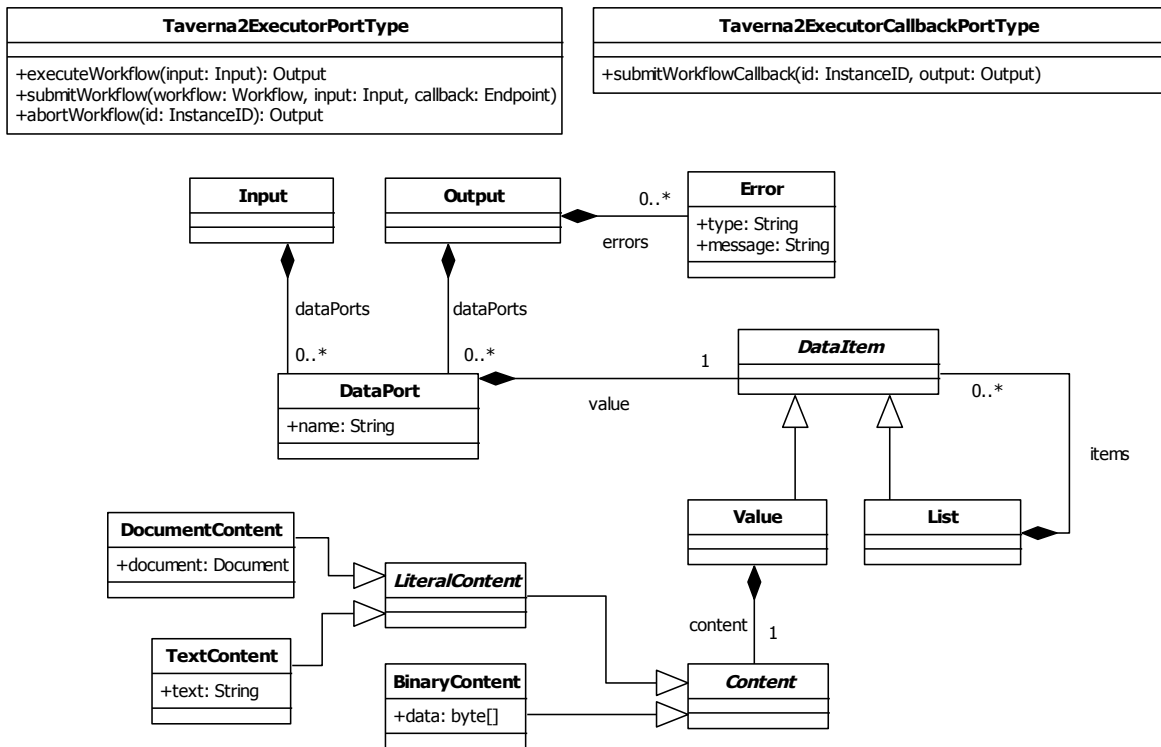 Taverna2ExecutorPortType
+executeWorkflow(input: Input): Output
+submitWorkflow(workflow: Workflow, input: Input, callback: Endpoint)
+abortWorkflow(id: InstanceID): Output
Taverna2ExecutorCallbackPortType
+submitWorkflowCallback(id: InstanceID, output: Output)
Input
Output
0..*
errors
Error
+type: String
+message: String
dataPorts
dataPorts
0..*
0..*
DataPort
+name: String
1
value
DataItem
0..*
items
Value
List
DocumentContent
+document: Document
LiteralContent
content
1
TextContent
+text: String
BinaryContent
+data: byte[]
Content